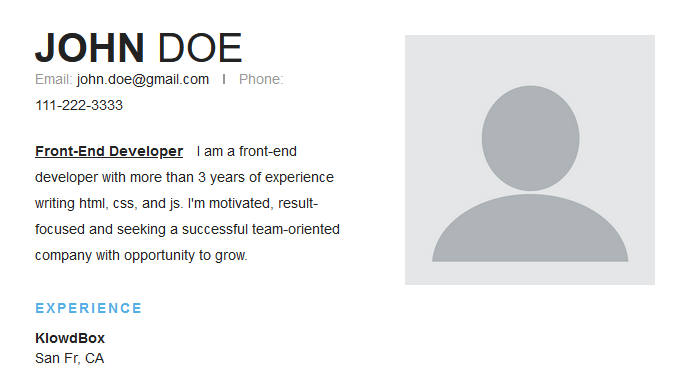 JOHN DOE
Email: john.doe@gmail.com I Phone:
111-222-3333
Front-End Developer I am a front-end
developer with more than 3 years of experience
writing html, css, and js. I'm motivated, result-
focused and seeking a successful team-oriented
company with opportunity to grow.
EXPERIENCE
KlowdBox
San Fr, CA